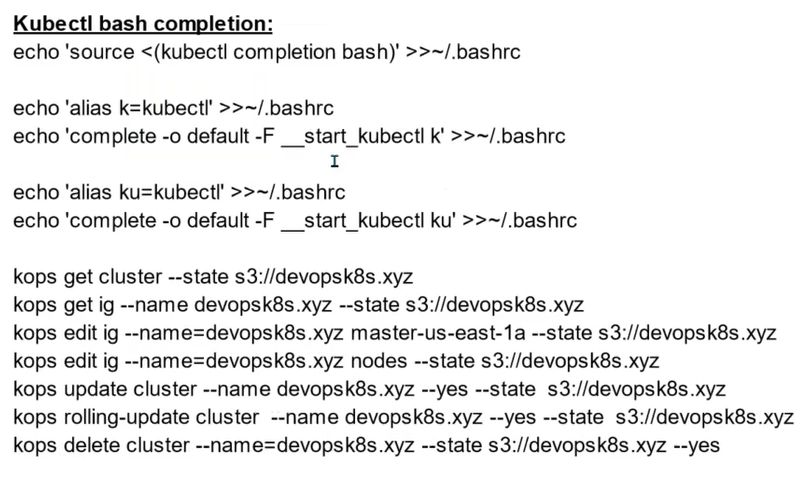 Kubectl bash completion:
echo 'source <(kubectl completion bash)' >>~/.bashrc
echo 'alias k=kubectl' >>~/.bashrc
echo 'complete -o default -F __start_kubectl k' >>~/.bashrc
echo 'alias ku=kubectl' >>~/.bashrc
echo 'complete -o default -F __start_kubectl ku' >>~/.bashrc
kops get cluster --state s3://devopsk8s.xyz
kops get ig --name devopsk8s.xyz --state s3://devopsk8s.xyz
kops edit ig --name=devopsk8s.xyz master-us-east-1a --state s3://devopsk8s.xyz
kops edit ig --name=devopsk8s.xyz nodes --state s3://devopsk8s.xyz
kops update cluster --name devopsk8s.xyz --yes --state  s3://devopsk8s.xyz
kops rolling-update cluster  --name devopsk8s.xyz --yes --state  s3://devopsk8s.xyz
kops delete cluster --name=devopsk8s.xyz --state s3://devopsk8s.xyz --yes